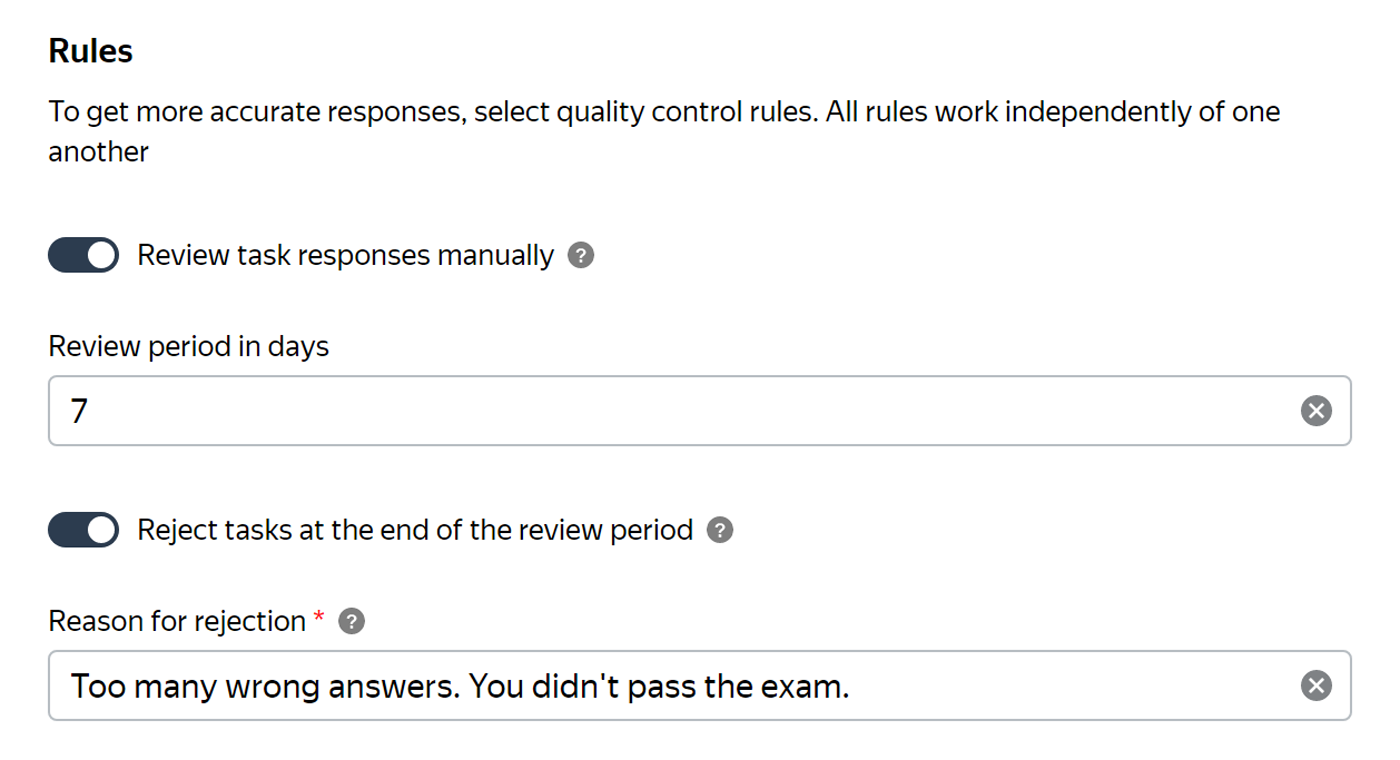 Rules
To get more accurate responses, select quality control rules. All rules work independently of one
another
Review task responses manually ?
Review period in days
7
Reject tasks at the end of the review period ?
Reason for rejection * ?
Too many wrong answers. You didn't pass the exam.